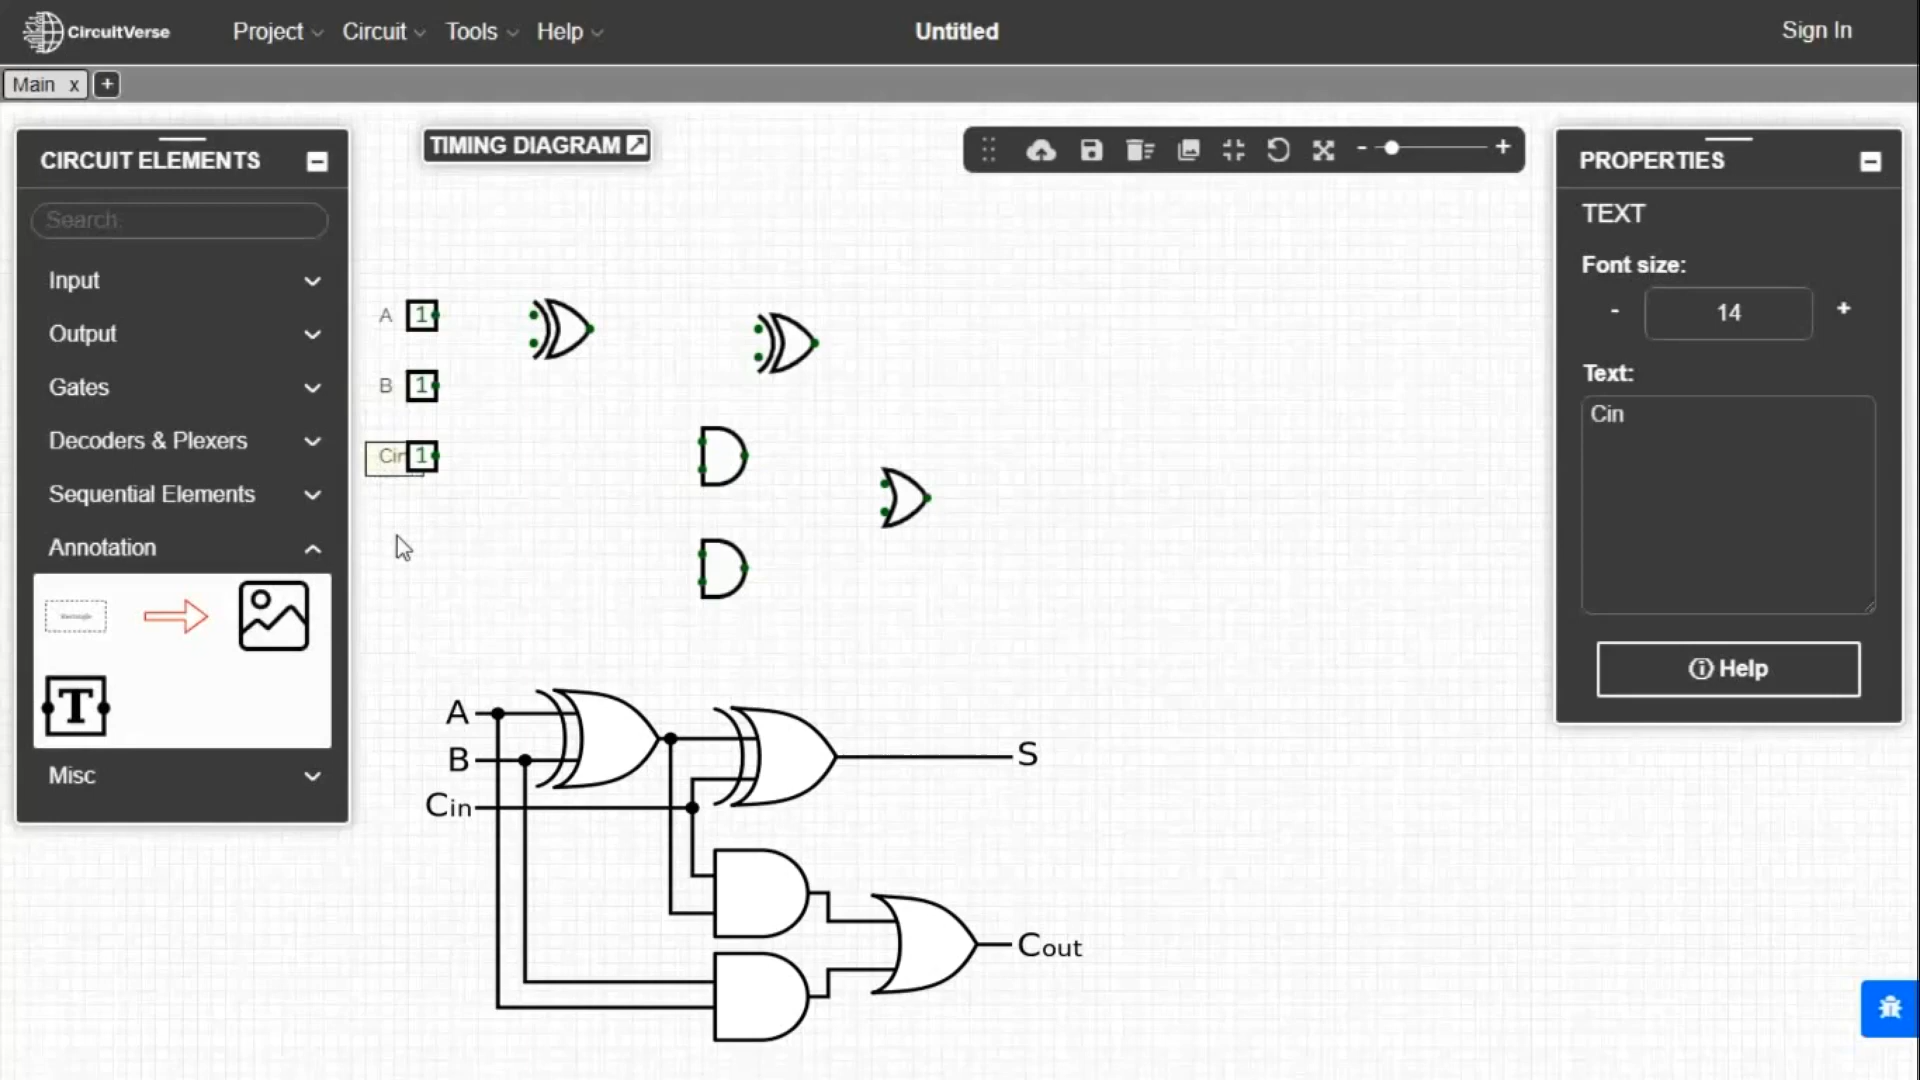 CircuitVerse
Project
Circuit
Tools
Help
Untitled
Sign In
Main x
+
CIRCUIT ELEMENTS
Search.
Input
Output
Gates
Decoders & Plexers
Sequential Elements
Annotation
T
Misc
TIMING DIAGRAM
- +
A 1
B 1
Cin 1
A
B
Cin
S
Cout
PROPERTIES
TEXT
Font size:
- 14 +
Text:
Cin
Help